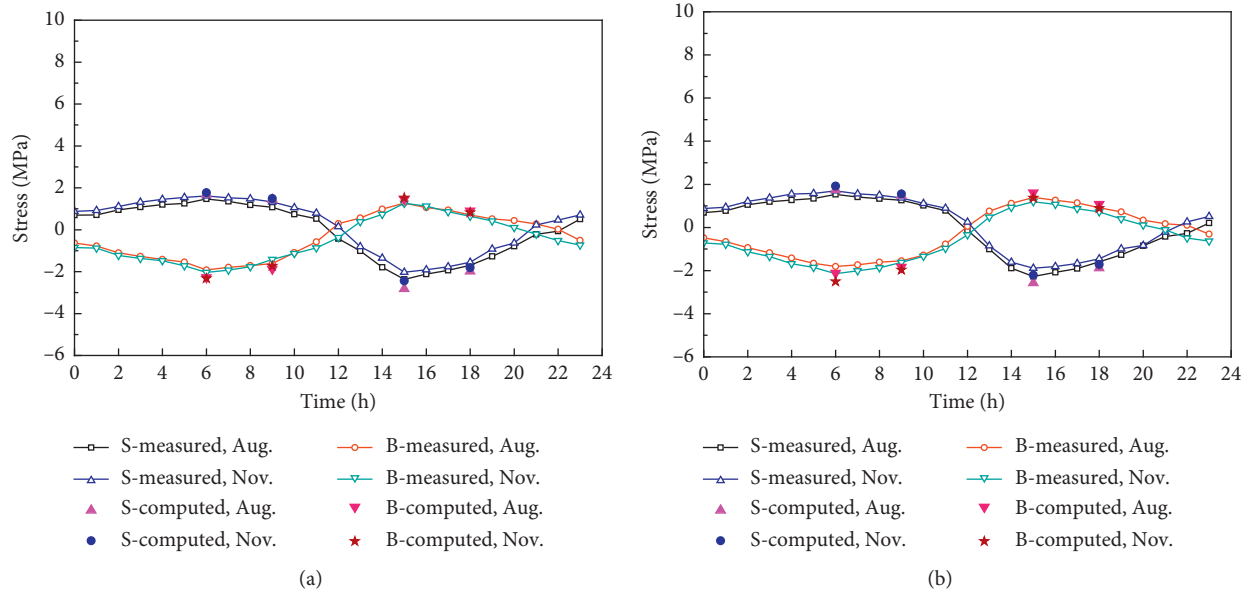 10
8
6
4
2
0
−2
−4
−6
Stress (MPa)
0 2 4 6 8 10 12 14 16 18 20 22 24
Time (h)
S-measured, Aug.
S-measured, Nov.
S-computed, Aug.
S-computed, Nov.
B-measured, Aug.
B-measured, Nov.
B-computed, Aug.
B-computed, Nov.
(a)
10
8
6
4
2
0
−2
−4
−6
Stress (MPa)
0 2 4 6 8 10 12 14 16 18 20 22 24
Time (h)
S-measured, Aug.
S-measured, Nov.
S-computed, Aug.
S-computed, Nov.
B-measured, Aug.
B-measured, Nov.
B-computed, Aug.
B-computed, Nov.
(b)